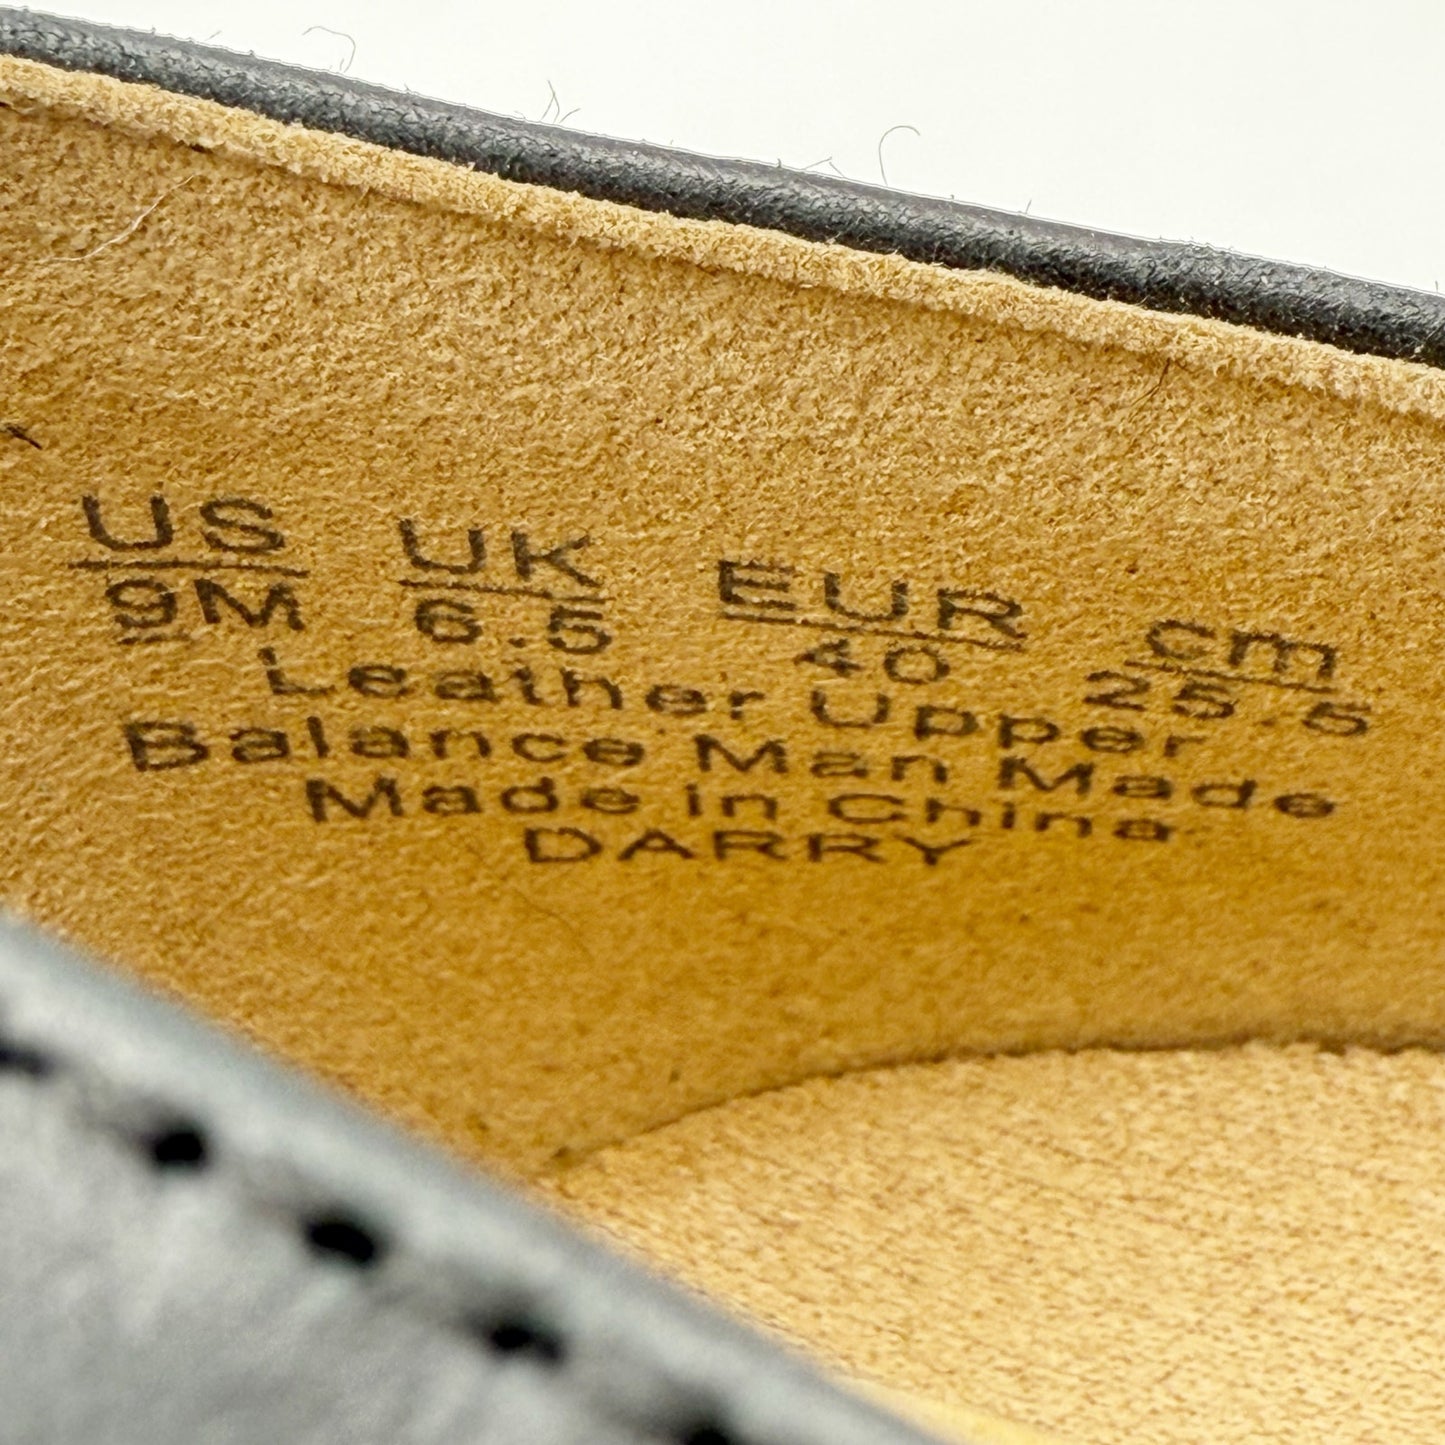 US UK EUR cm
9M 6.5 40 25.5
Leather Upper
Balance Man Made
Made in China
DARRY